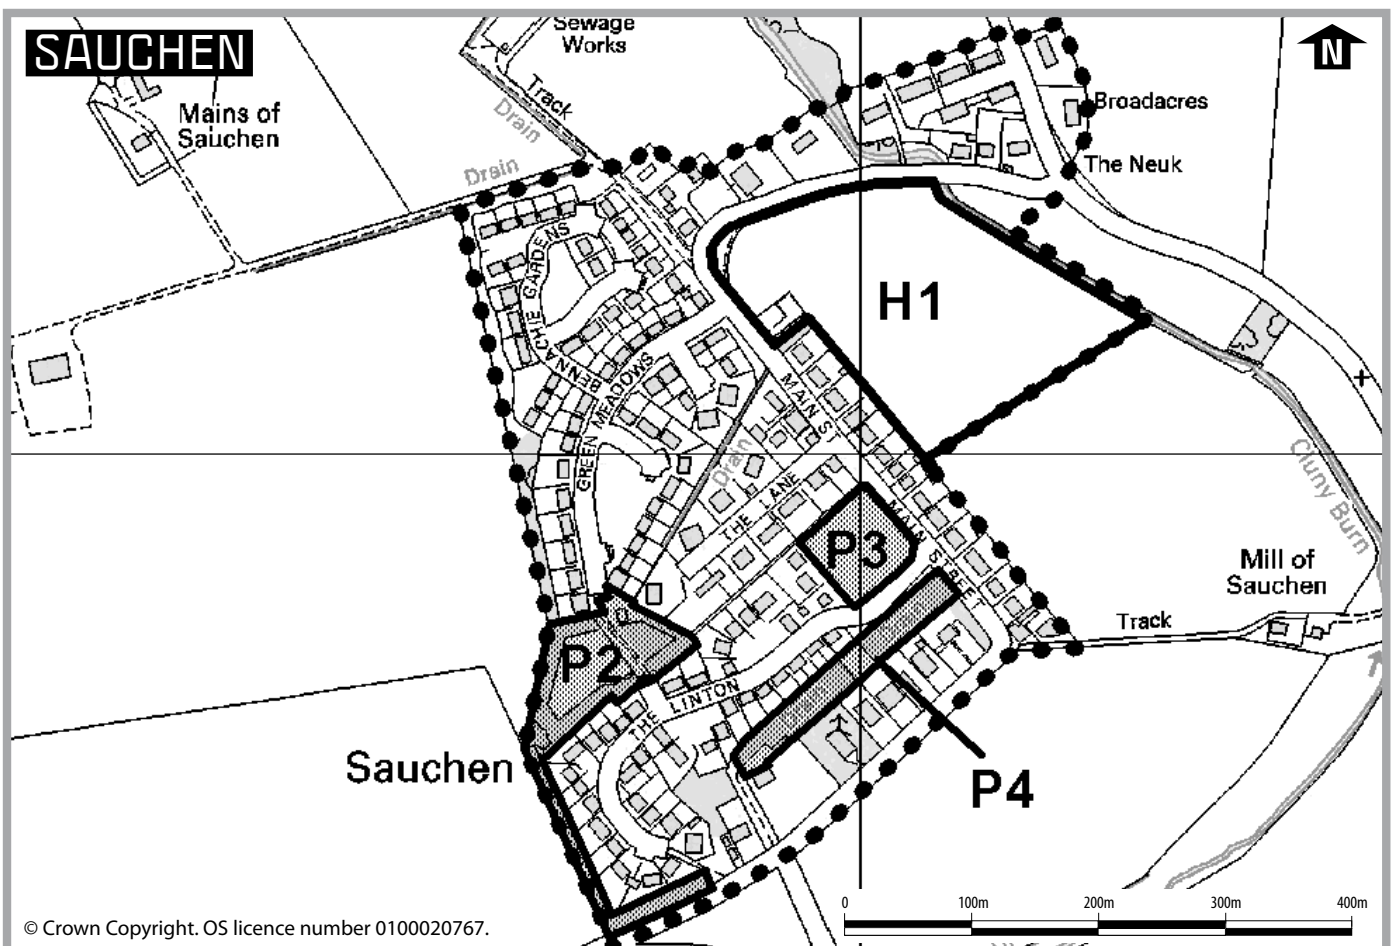 SAUCHEN
N
Sewage
Works
Track
Drain
Drain
Mains of
Sauchen
Broadacres
The Neuk
BENNACHIE GARDENS
GREEN MEADOWS
H1
MAIN ST
Drain
THE LANE
MAIN STREET
P3
Cluny Burn
Mill of
Sauchen
Track
P2
THE LINTON
Sauchen
P4
0 100m 200m 300m 400m
© Crown Copyright. OS licence number 0100020767.